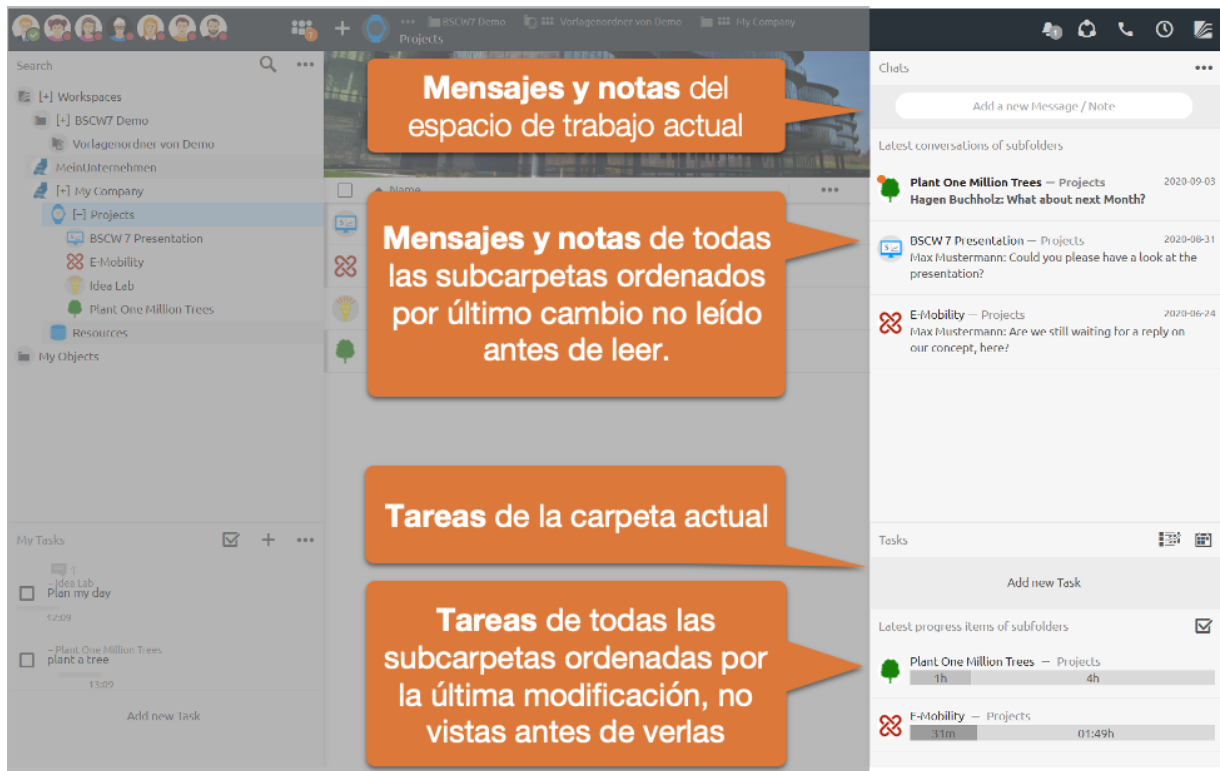 BSCW7 Demo Vorlagenordner von Demo My Company
Projects
1
Search
[+] Workspaces
[+] BSCW7 Demo
Vorlagenordner von Demo
MeinUnternehmen
[+] My Company
[−] Projects
BSCW 7 Presentation
E-Mobility
Idea Lab
Plant One Million Trees
Resources
My Objects
Name
Mensajes y notas del
espacio de trabajo actual
Mensajes y notas de todas
las subcarpetas ordenados
por último cambio no leído
antes de leer.
Tareas de la carpeta actual
Tareas de todas las
subcarpetas ordenadas por
la última modificación, no
vistas antes de verlas
Chats
Add a new Message / Note
Latest conversations of subfolders
Plant One Million Trees — Projects 2020-09-03
Hagen Buchholz: What about next Month?
BSCW 7 Presentation — Projects 2020-08-31
Max Mustermann: Could you please have a look at the
presentation?
E-Mobility — Projects 2020-06-24
Max Mustermann: Are we still waiting for a reply on
our concept, here?
My Tasks
1
– Idea Lab
Plan my day
12:09
– Plant One Million Trees
plant a tree
13:09
Add new Task
Tasks
Add new Task
Latest progress items of subfolders
Plant One Million Trees — Projects
1h 4h
E-Mobility — Projects
31m 01:49h